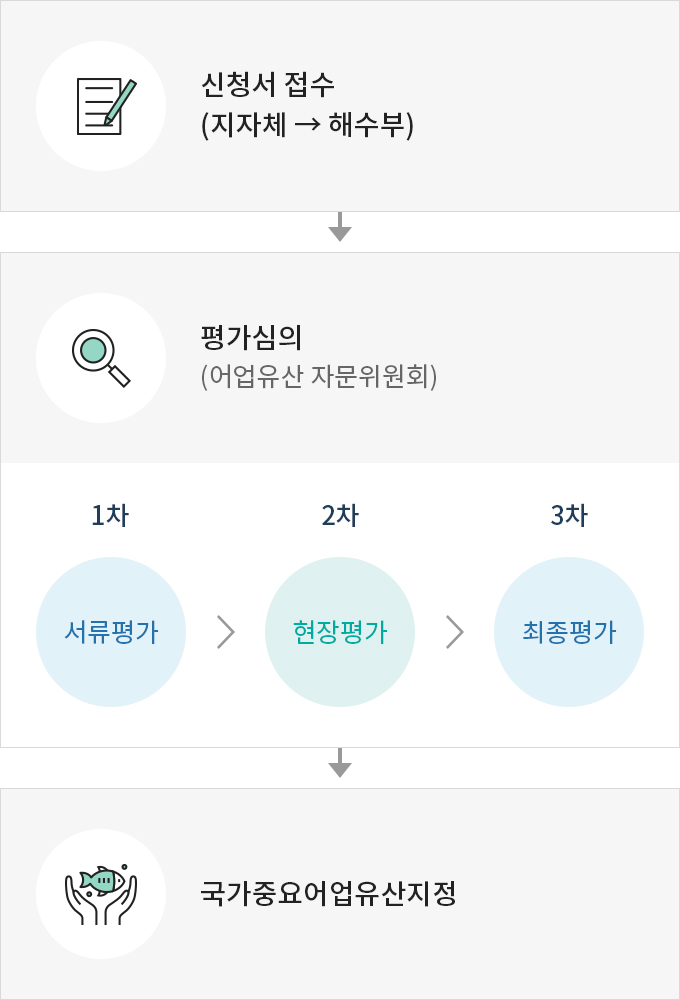 신청서 접수
(지자체 → 해수부)
평가심의
(어업유산 자문위원회)
1차
2차
3차
서류평가
현장평가
최종평가
국가중요어업유산지정